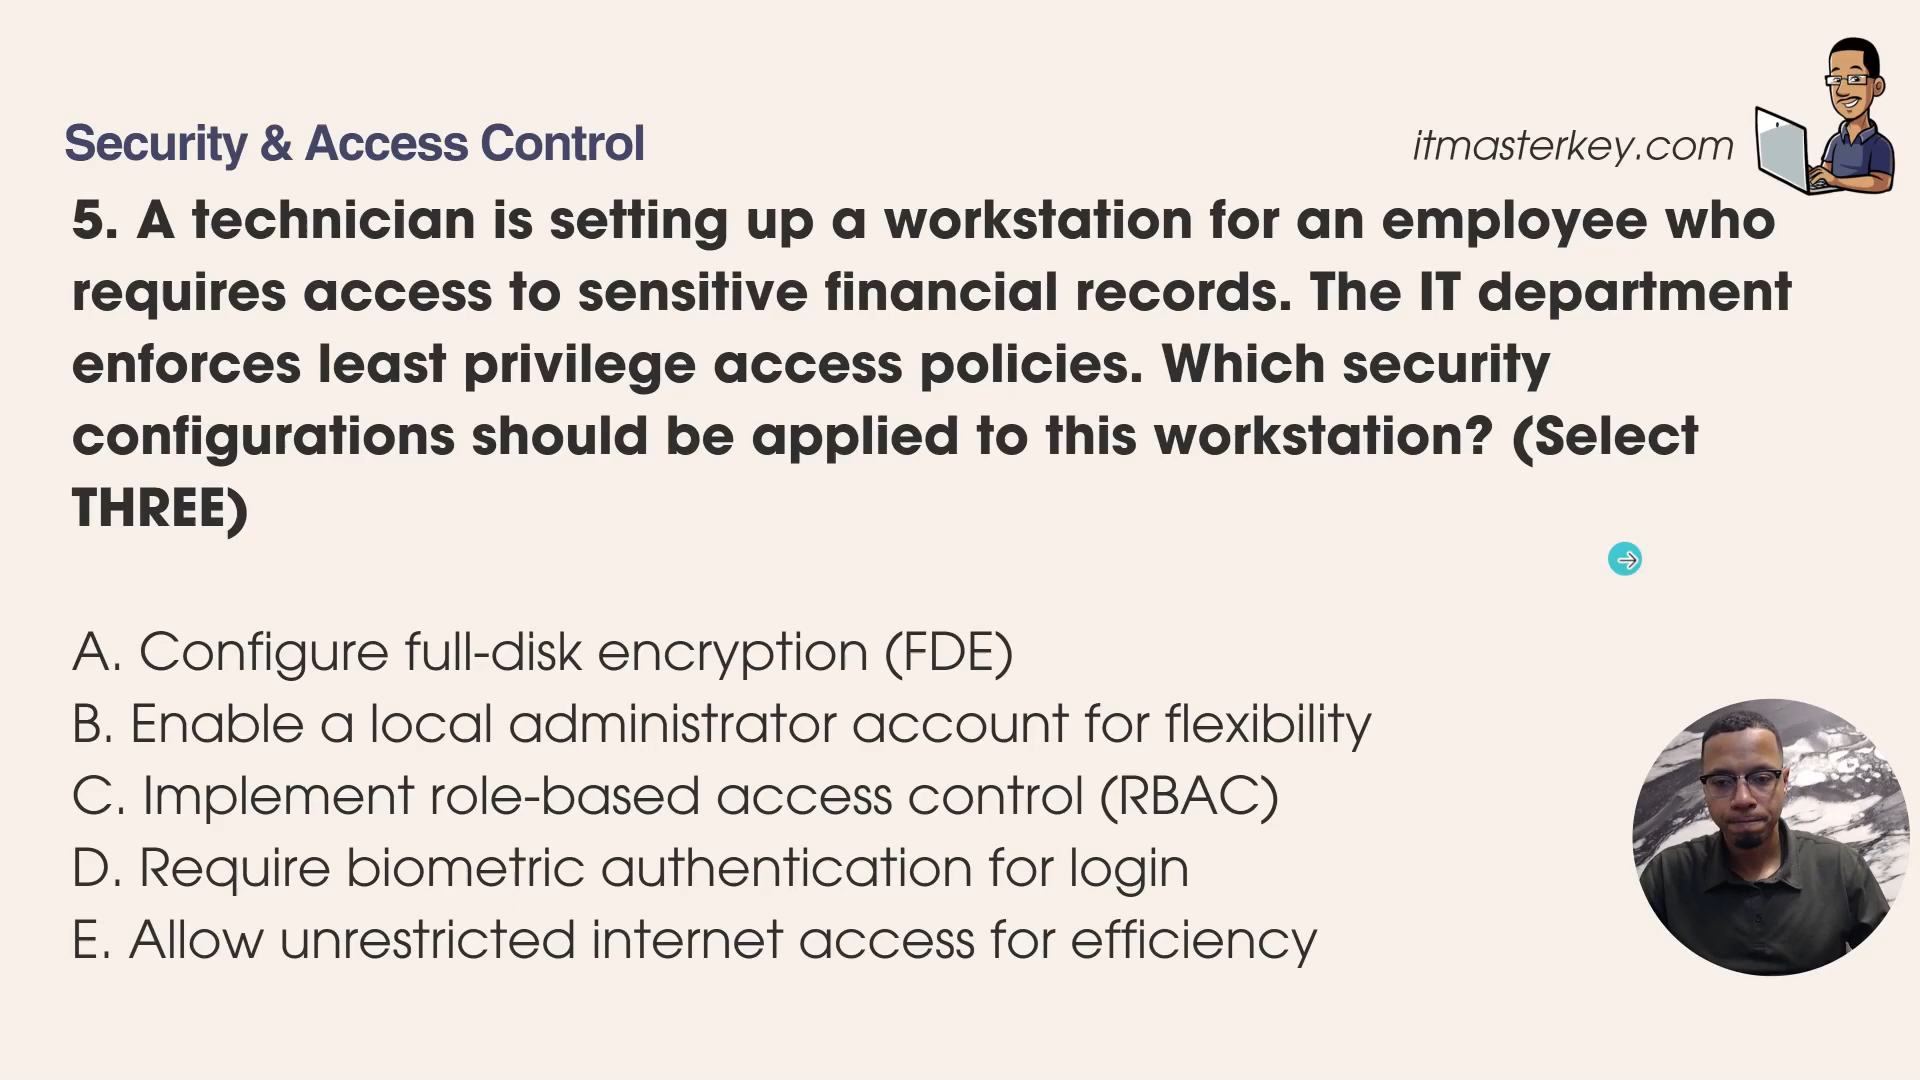 Security & Access Control
itmasterkey.com
5. A technician is setting up a workstation for an employee who
requires access to sensitive financial records. The IT department
enforces least privilege access policies. Which security
configurations should be applied to this workstation? (Select
THREE)
A. Configure full-disk encryption (FDE)
B. Enable a local administrator account for flexibility
C. Implement role-based access control (RBAC)
D. Require biometric authentication for login
E. Allow unrestricted internet access for efficiency